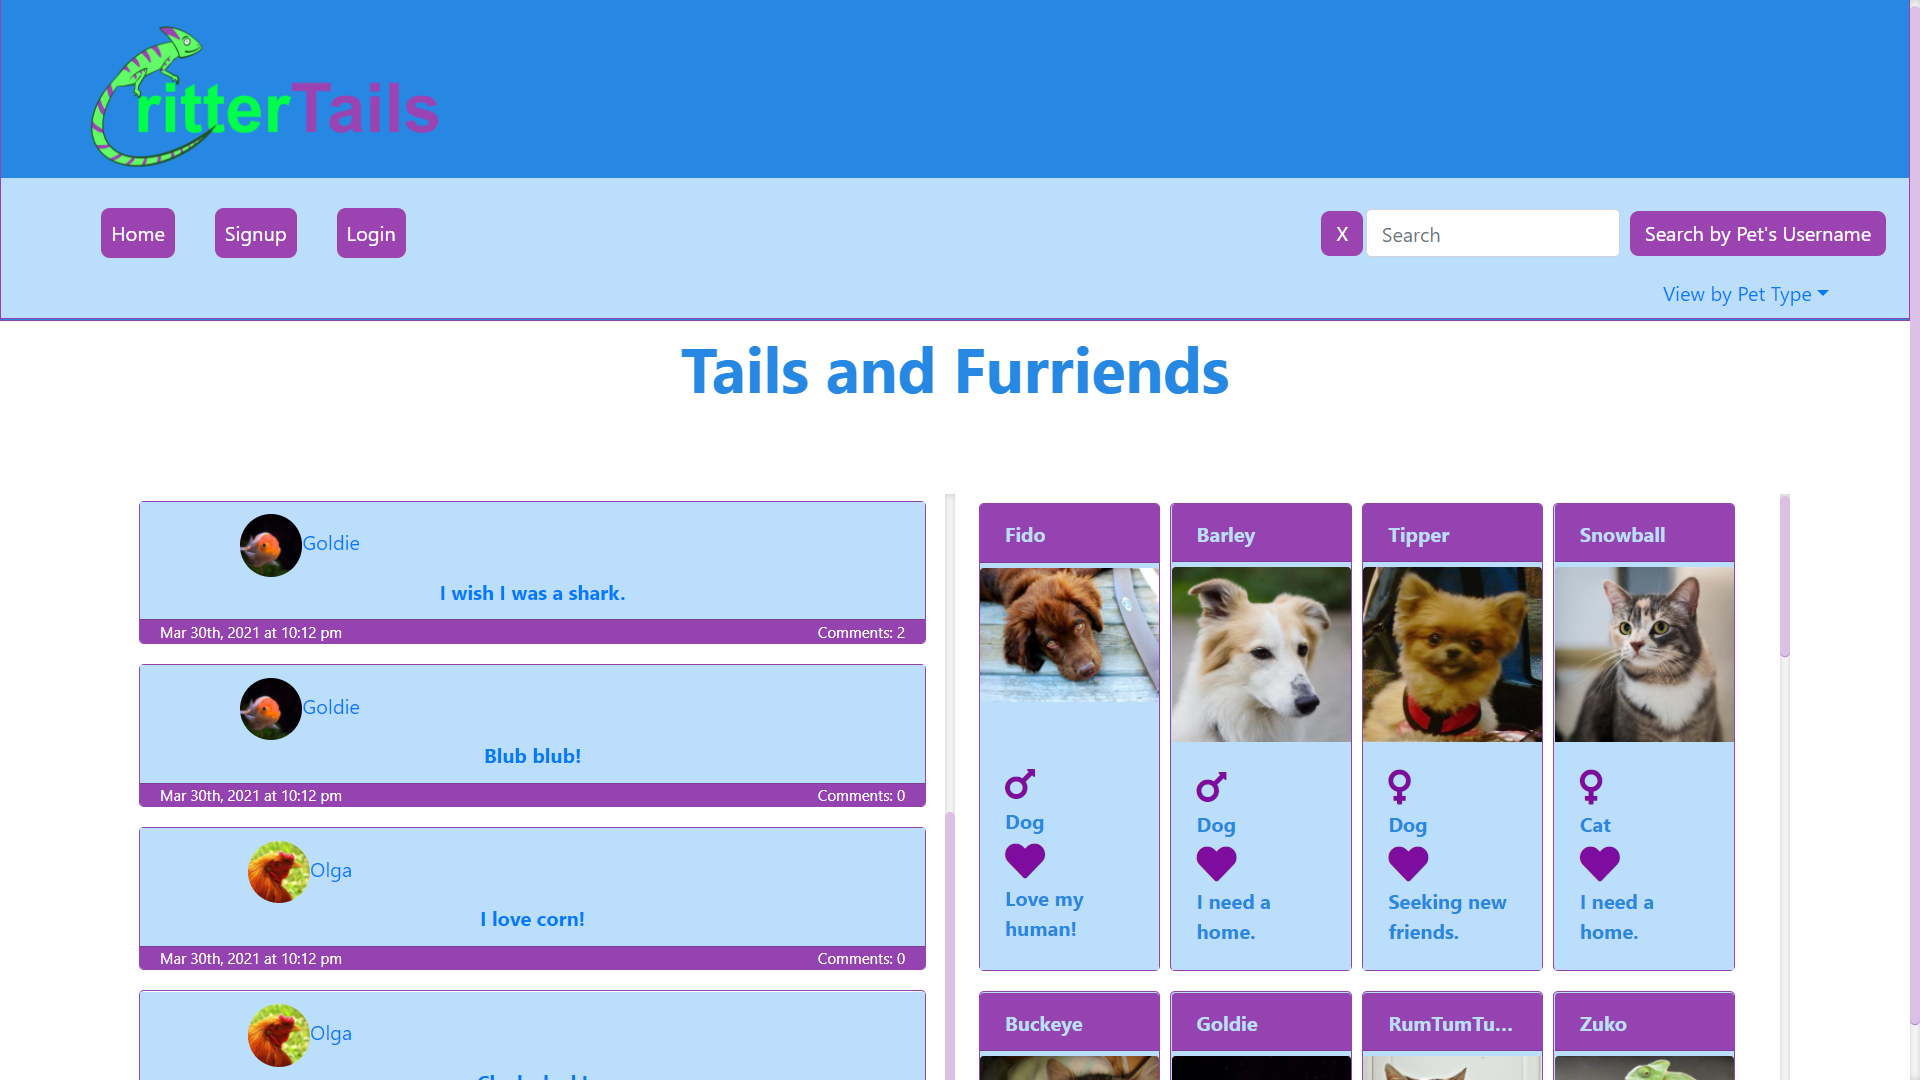 ritterTails
Home
Signup
Login
X
Search
Search by Pet's Username
View by Pet Type
Tails and Furriends
Goldie
I wish I was a shark.
Mar 30th, 2021 at 10:12 pm
Comments: 2
Goldie
Blub blub!
Mar 30th, 2021 at 10:12 pm
Comments: 0
Olga
I love corn!
Mar 30th, 2021 at 10:12 pm
Comments: 0
Olga
Fido
Dog
Love my
human!
Barley
Dog
I need a
home.
Tipper
Dog
Seeking new
friends.
Snowball
Cat
I need a
home.
Buckeye
Goldie
RumTumTu...
Zuko